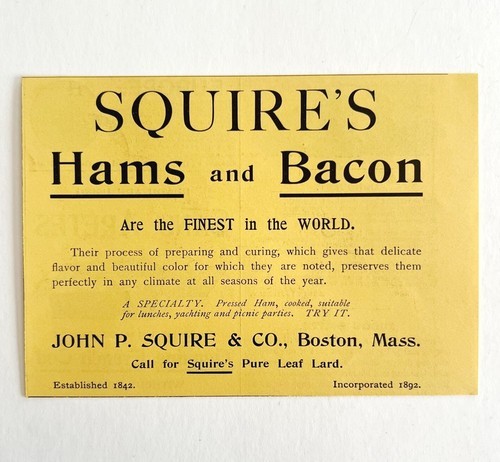 SQUIRE'S
Hams and Bacon
Are the FINEST in the WORLD.
Their process of preparing and curing, which gives that delicate
flavor and beautiful color for which they are noted, preserves them
perfectly in any climate at all seasons of the year.
A SPECIALTY. Pressed Ham, cooked, suitable
for lunches, yachting and picnic parties. TRY IT.
JOHN P. SQUIRE & CO., Boston, Mass.
Call for Squire's Pure Leaf Lard.
Established 1842. Incorporated 1892.